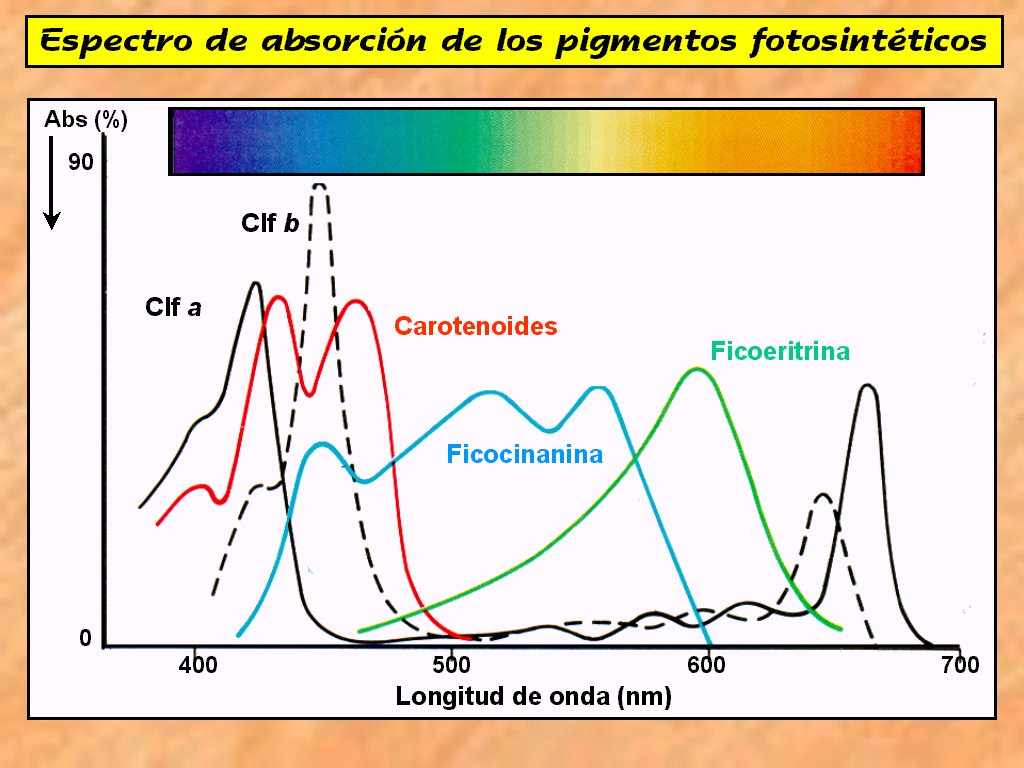 Espectro de absorción de los pigmentos fotosintéticos
Abs (%)
90
Clf b
Clf a
Carotenoides
Ficoeritrina
Ficocinanina
0
400 500 600 700
Longitud de onda (nm)